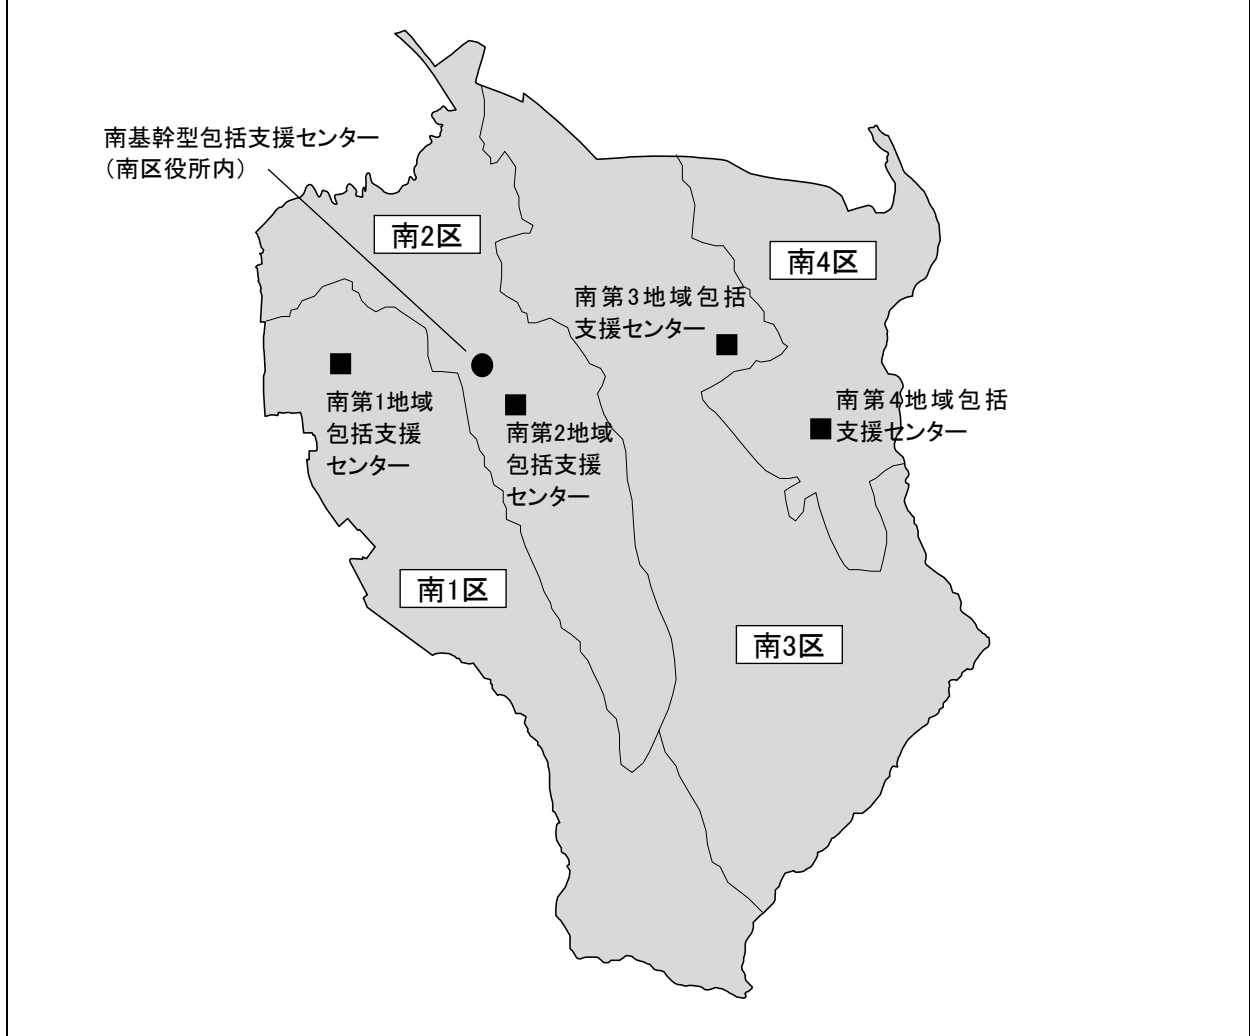 南基幹型包括支援センター
（南区役所内）
南2区
南4区
南第3地域包括
支援センター
南第1地域
包括支援
センター
南第2地域
包括支援
センター
南第4地域包括
支援センター
南1区
南3区